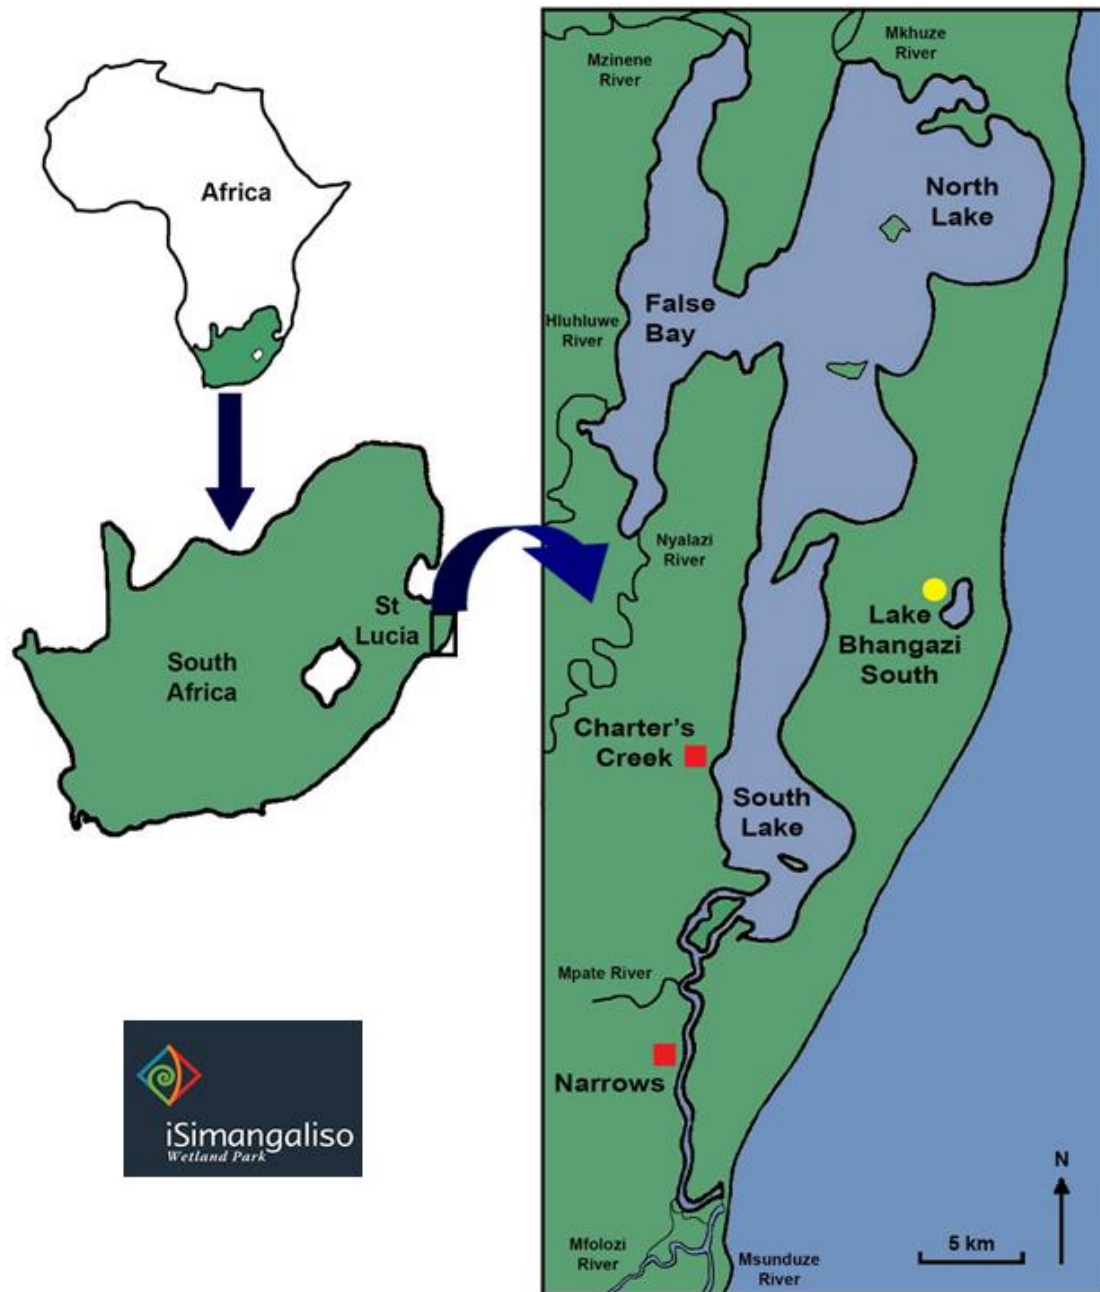 Africa
South
Africa
St
Lucia
iSimangaliso
Wetland Park
Mzinene
River
Mkhuze
River
North
Lake
False
Bay
Hluhluwe
River
Nyalazi
River
Lake
Bhangazi
South
Charter's
Creek
South
Lake
Mpate River
Narrows
N
5 km
Mfolozi
River
Msunduze
River